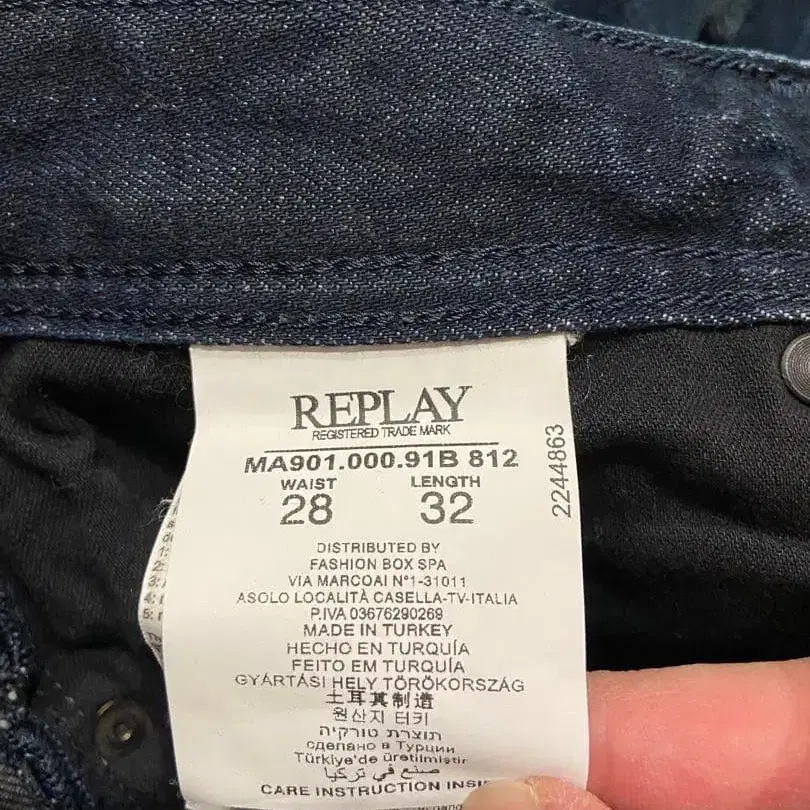 REPLAY
REGISTERED TRADE MARK
MA901.000.91B 812
WAIST LENGTH
28 32
2244863
DISTRIBUTED BY
FASHION BOX SPA
VIA MARCOAI N°1-31011
ASOLO LOCALITÀ CASELLA-TV-ITALIA
P.IVA 03676290269
MADE IN TURKEY
HECHO EN TURQUÍA
FEITO EM TURQUIA
GYÁRTÁSI HELY TÖRÖKORSZÁG
土耳其制造
원산지 터키
תוצרת טורקיה
сделано в Турции
Türkiye'de üretilmiştir
صنع في تركيا
CARE INSTRUCTION